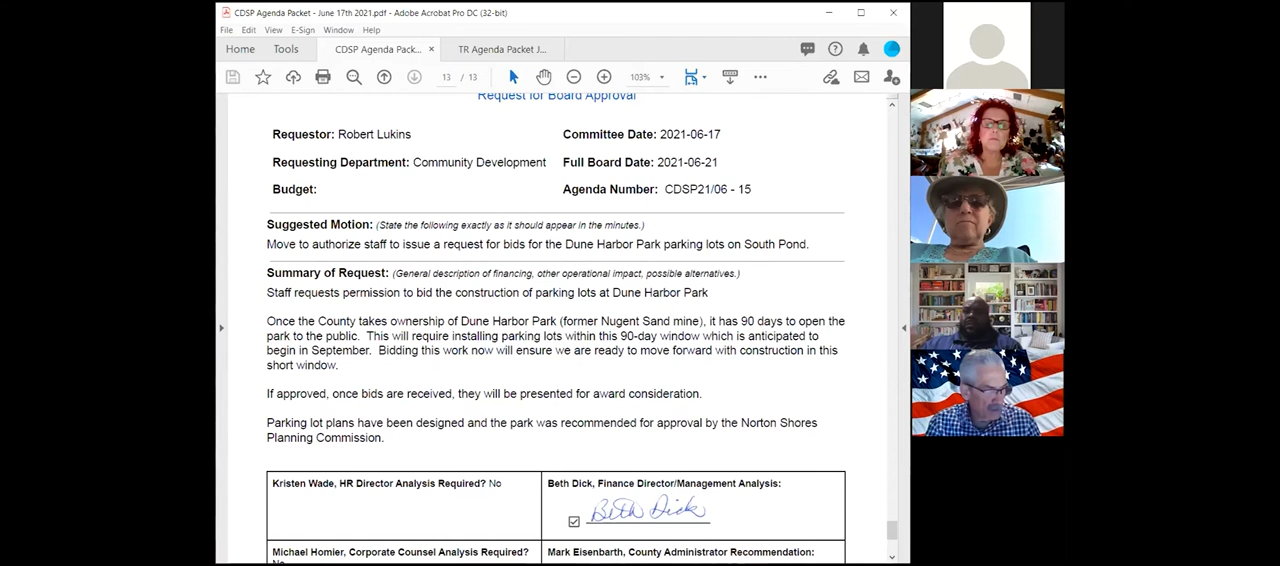 CDSP Agenda Packet - June 17th 2021.pdf - Adobe Acrobat Pro DC (32-bit)
File Edit View E-Sign Window Help
Home Tools CDSP Agenda Pack... × TR Agenda Packet J...
13 / 13 103%
Request for Board Approval
Requestor: Robert Lukins Committee Date: 2021-06-17
Requesting Department: Community Development Full Board Date: 2021-06-21
Budget: Agenda Number: CDSP21/06 - 15
Suggested Motion: (State the following exactly as it should appear in the minutes.)
Move to authorize staff to issue a request for bids for the Dune Harbor Park parking lots on South Pond.
Summary of Request: (General description of financing, other operational impact, possible alternatives.)
Staff requests permission to bid the construction of parking lots at Dune Harbor Park
Once the County takes ownership of Dune Harbor Park (former Nugent Sand mine), it has 90 days to open the
park to the public. This will require installing parking lots within this 90-day window which is anticipated to
begin in September. Bidding this work now will ensure we are ready to move forward with construction in this
short window.
If approved, once bids are received, they will be presented for award consideration.
Parking lot plans have been designed and the park was recommended for approval by the Norton Shores
Planning Commission.
Kristen Wade, HR Director Analysis Required? No Beth Dick, Finance Director/Management Analysis:
Beth Dick
Michael Homier, Corporate Counsel Analysis Required? Mark Eisenbarth, County Administrator Recommendation:
No